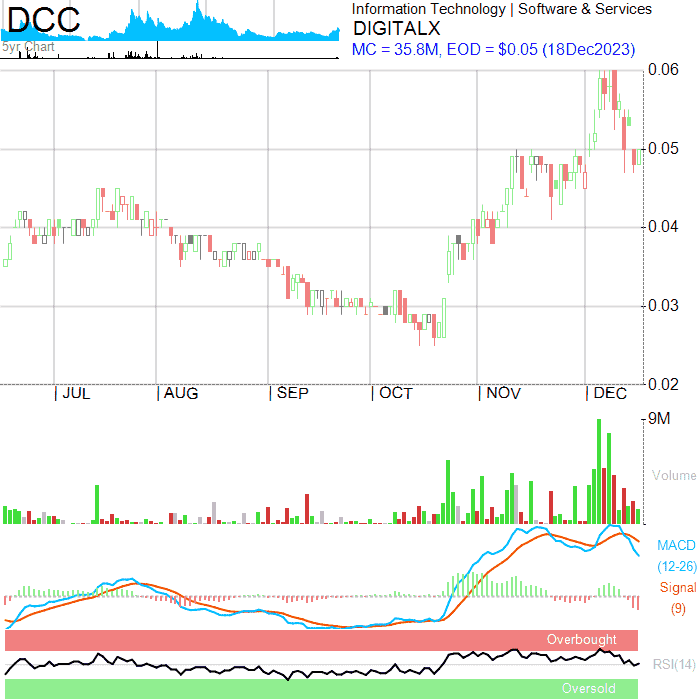 DCC
Information Technology | Software & Services
DIGITALX
MC = 35.8M, EOD = $0.05 (18Dec2023)
5yr Chart
0.06
0.05
0.04
0.03
0.02
| JUL | AUG | SEP | OCT | NOV | DEC
9M
Volume
MACD
(12-26)
Signal
(9)
Overbought
RSI(14)
Oversold